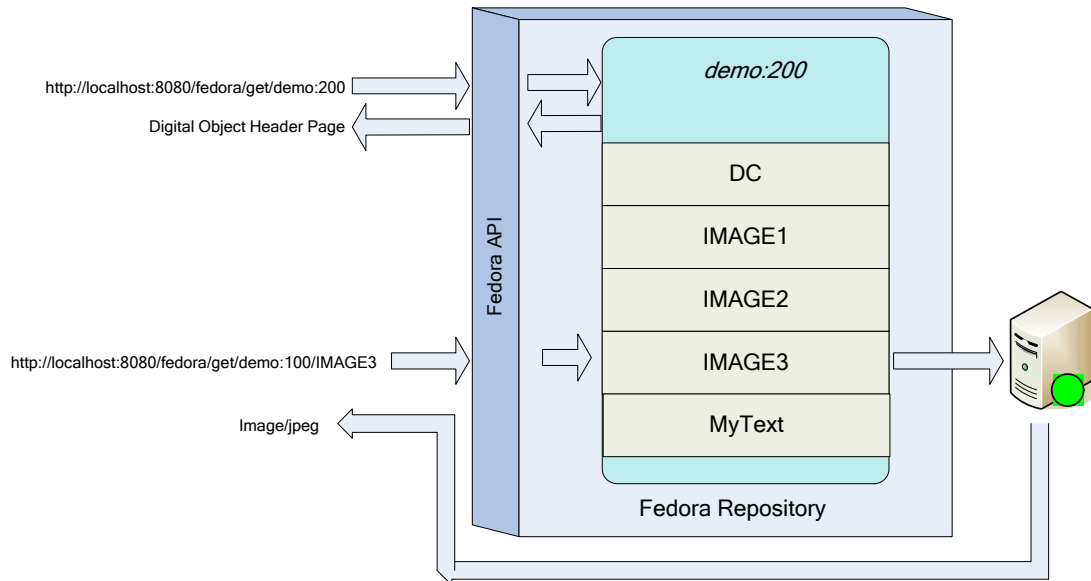 http://localhost:8080/fedora/get/demo:200
Digital Object Header Page
http://localhost:8080/fedora/get/demo:100/IMAGE3
Image/jpeg
Fedora API
demo:200
DC
IMAGE1
IMAGE2
IMAGE3
MyText
Fedora Repository